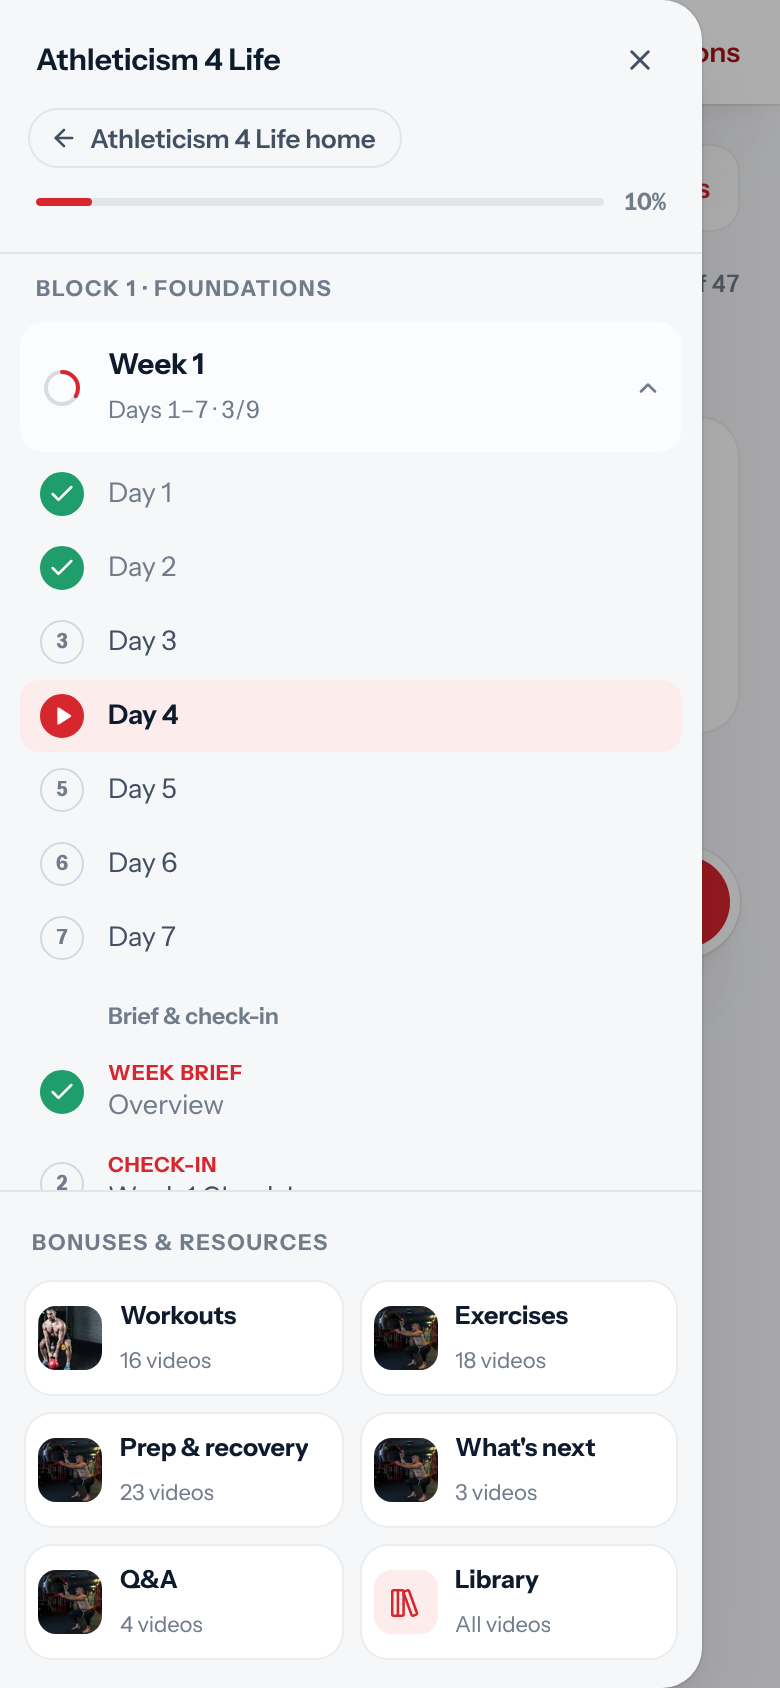 Athleticism 4 Life
ons
Athleticism 4 Life home
s
10%
f 47
BLOCK 1 · FOUNDATIONS
Week 1
Days 1–7 · 3/9
Day 1
Day 2
3 Day 3
Day 4
5 Day 5
6 Day 6
7 Day 7
Brief & check-in
WEEK BRIEF
Overview
CHECK-IN
2
BONUSES & RESOURCES
Workouts
16 videos
Exercises
18 videos
Prep & recovery
23 videos
What's next
3 videos
Q&A
4 videos
Library
All videos